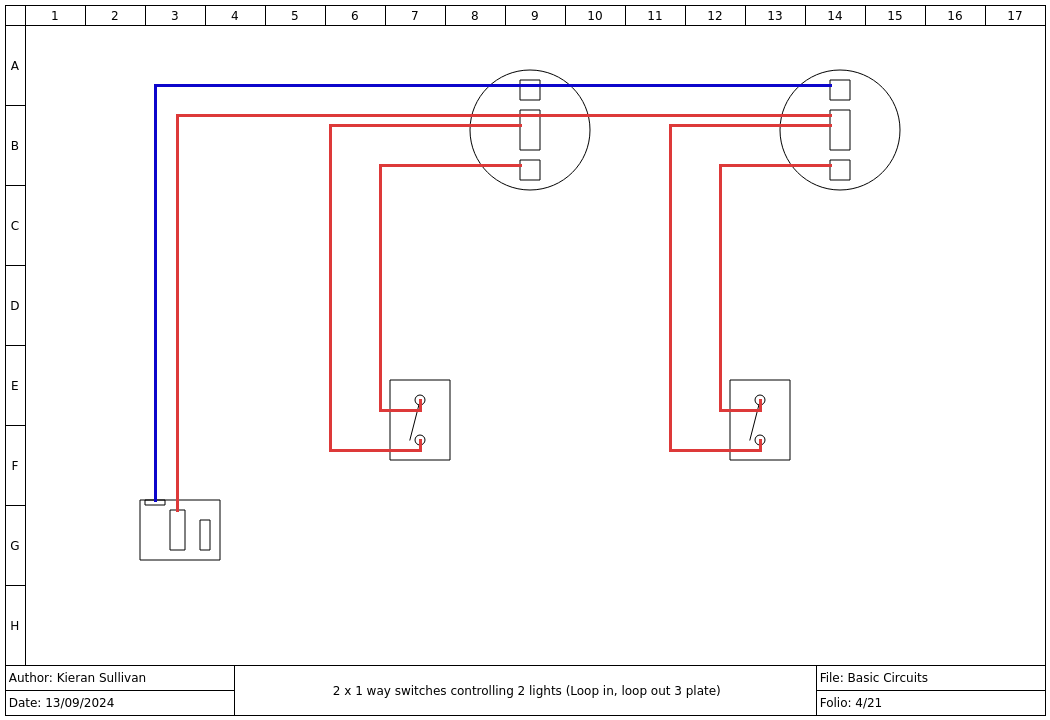 1 2 3 4 5 6 7 8 9 10 11 12 13 14 15 16 17
A
B
C
D
E
F
G
H
Author: Kieran Sullivan
Date: 13/09/2024
2 x 1 way switches controlling 2 lights (Loop in, loop out 3 plate)
File: Basic Circuits
Folio: 4/21